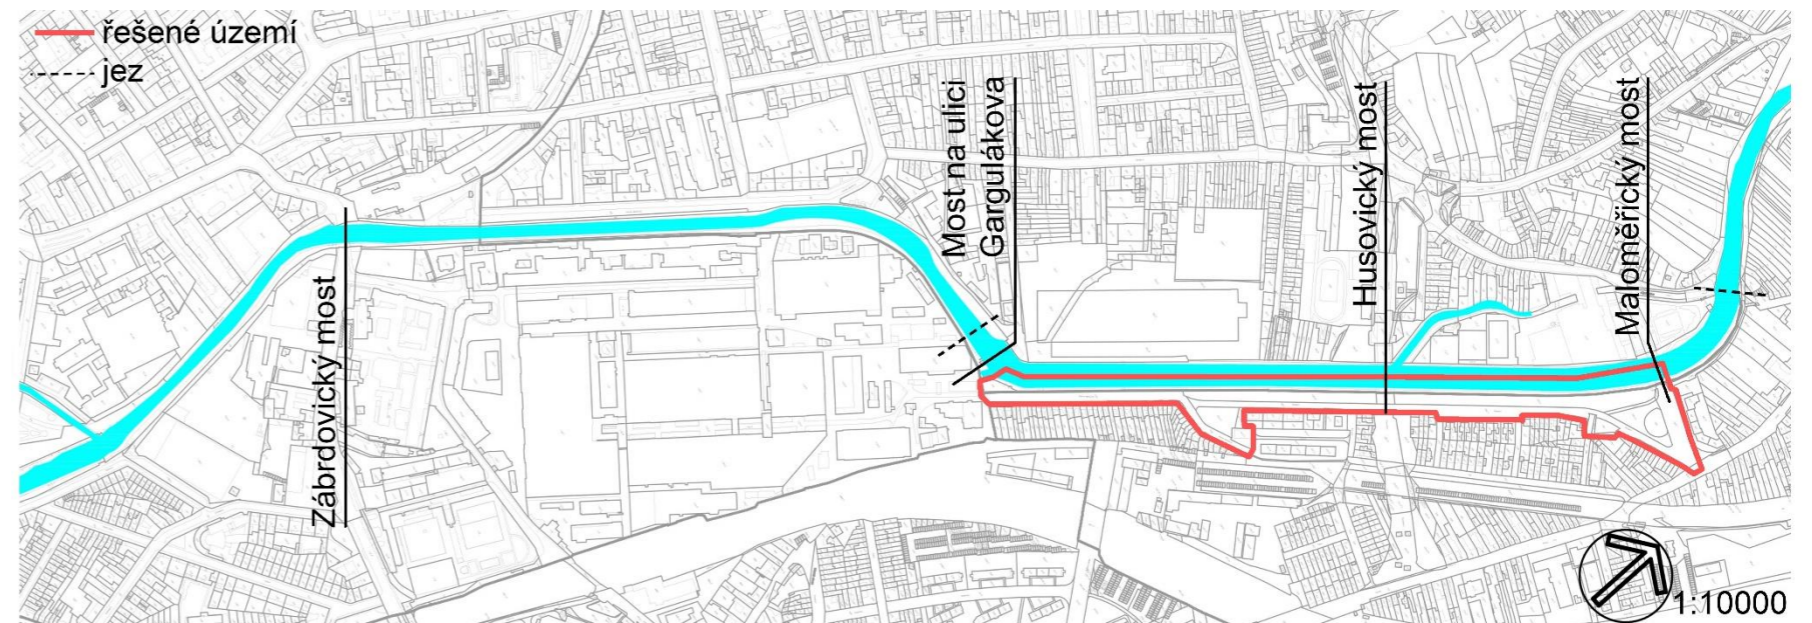 řešené území
jez
Zábrdovický most
Most na ulici
Gargulákova
Husovický most
Maloměřický most
1:10000